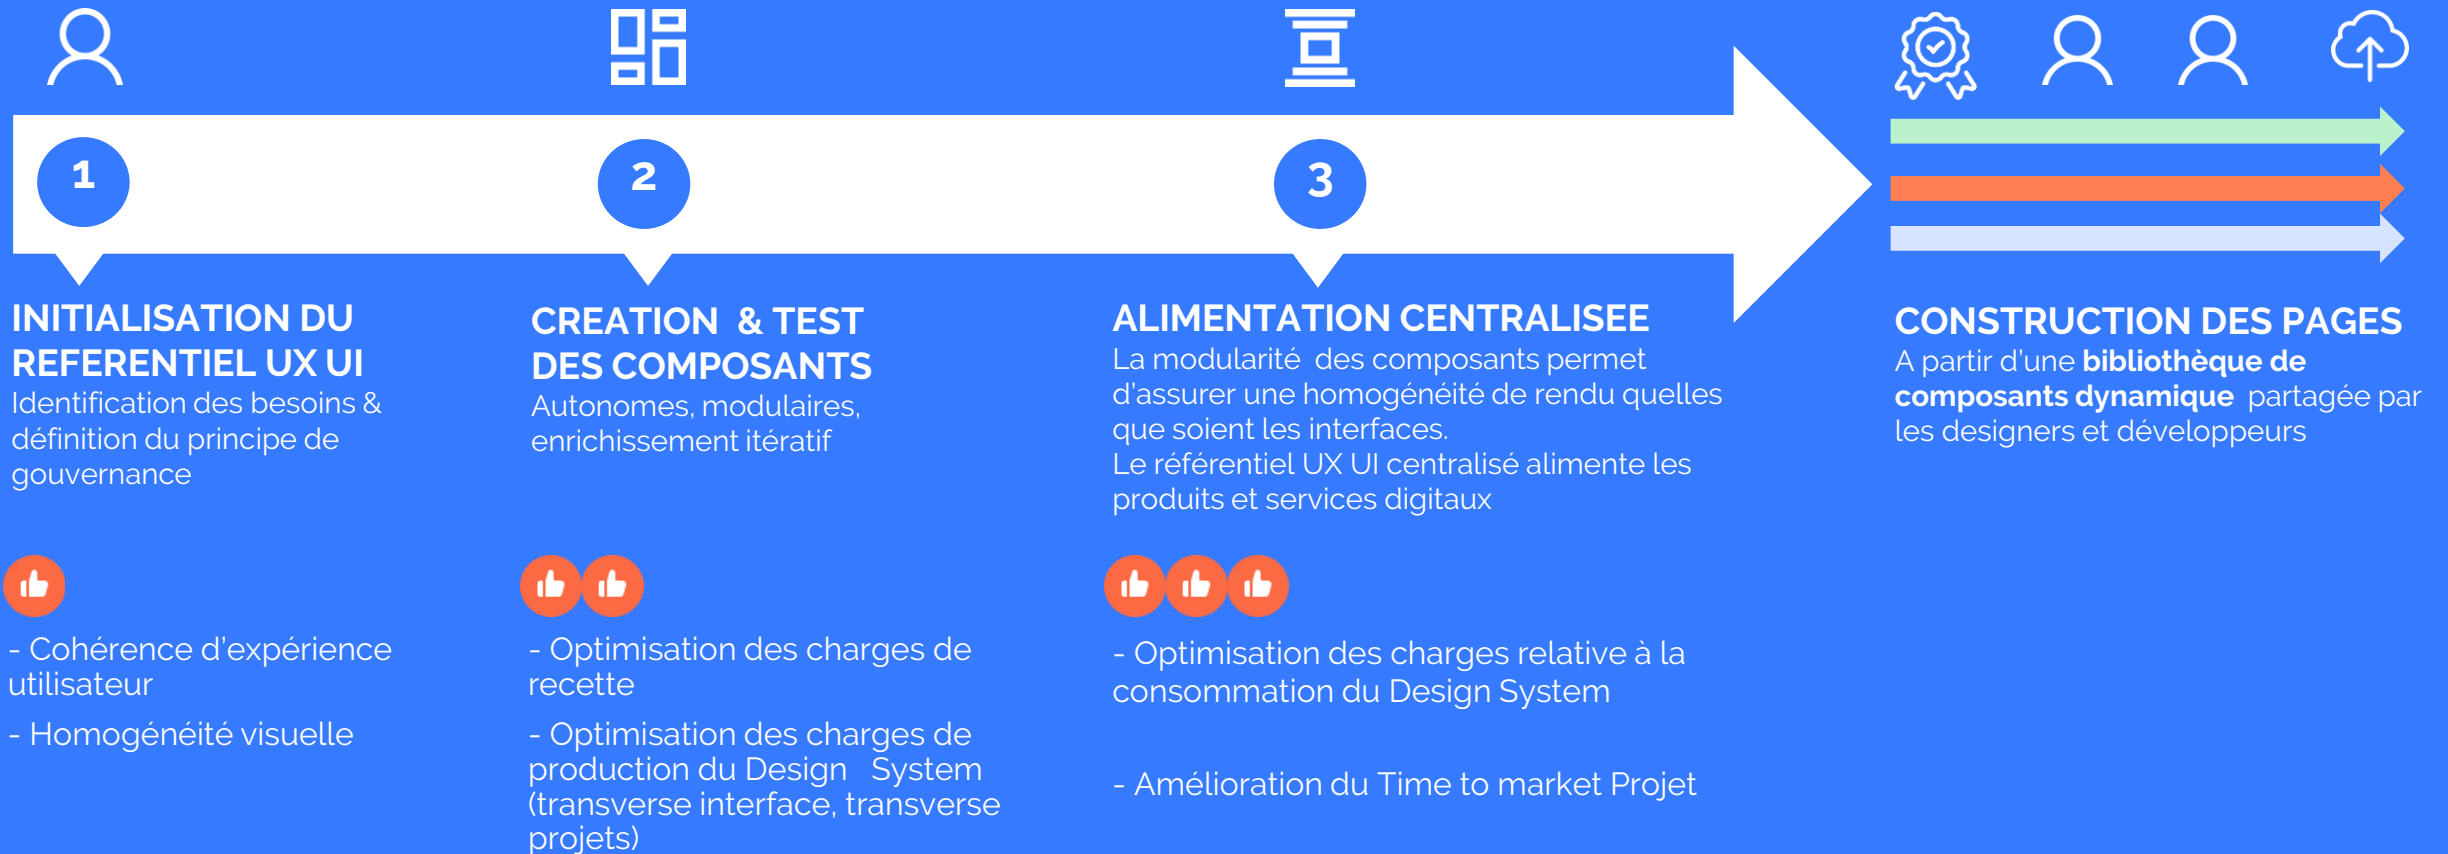 1
2
3
INITIALISATION DU
REFERENTIEL UX UI
Identification des besoins &
définition du principe de
gouvernance
- Cohérence d'expérience
utilisateur
- Homogénéité visuelle
CREATION & TEST
DES COMPOSANTS
Autonomes, modulaires,
enrichissement itératif
- Optimisation des charges de
recette
- Optimisation des charges de
production du Design System
(transverse interface, transverse
projets)
ALIMENTATION CENTRALISEE
La modularité des composants permet
d'assurer une homogénéité de rendu quelles
que soient les interfaces.
Le référentiel UX UI centralisé alimente les
produits et services digitaux
- Optimisation des charges relative à la
consommation du Design System
- Amélioration du Time to market Projet
CONSTRUCTION DES PAGES
A partir d'une bibliothèque de
composants dynamique partagée par
les designers et développeurs